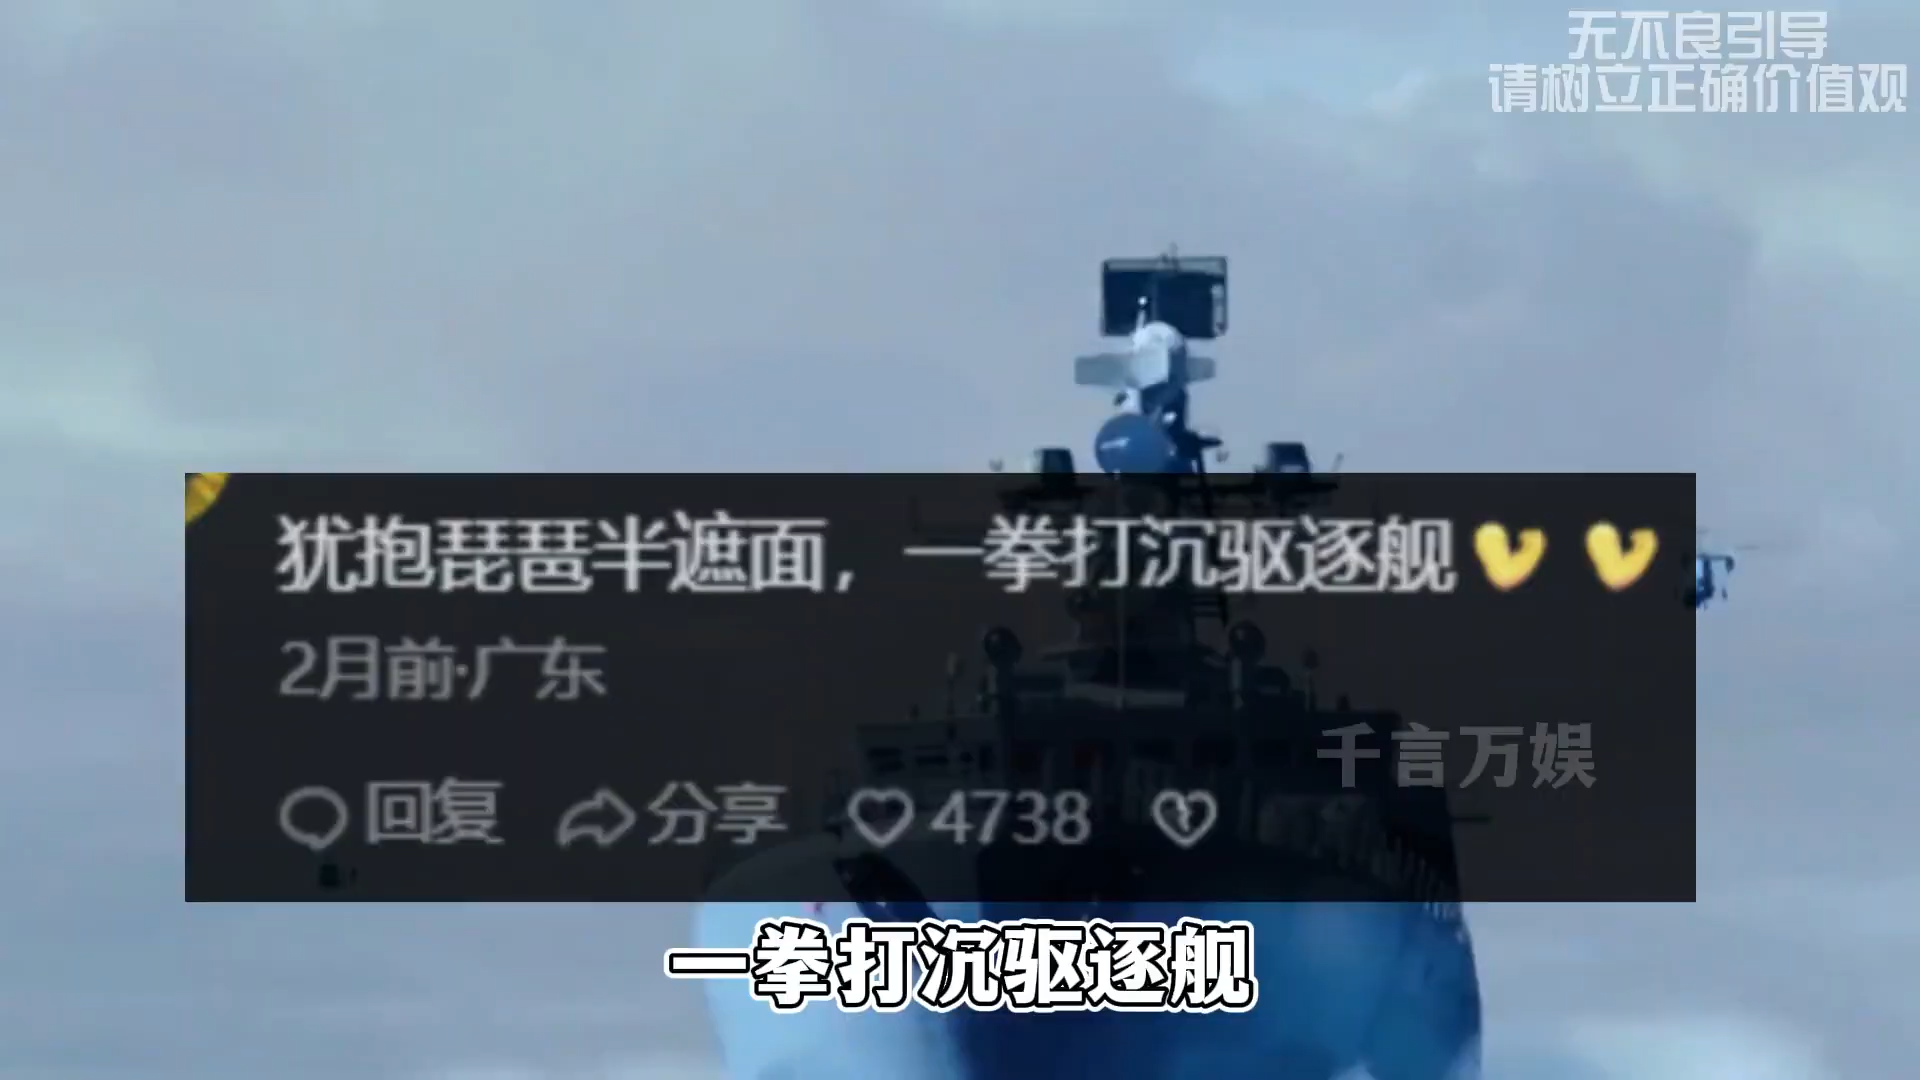 无不良引导
请树立正确价值观
犹抱琵琶半遮面，一拳打沉驱逐舰
2月前·广东
千言万娱
回复 分享 4738
一拳打沉驱逐舰